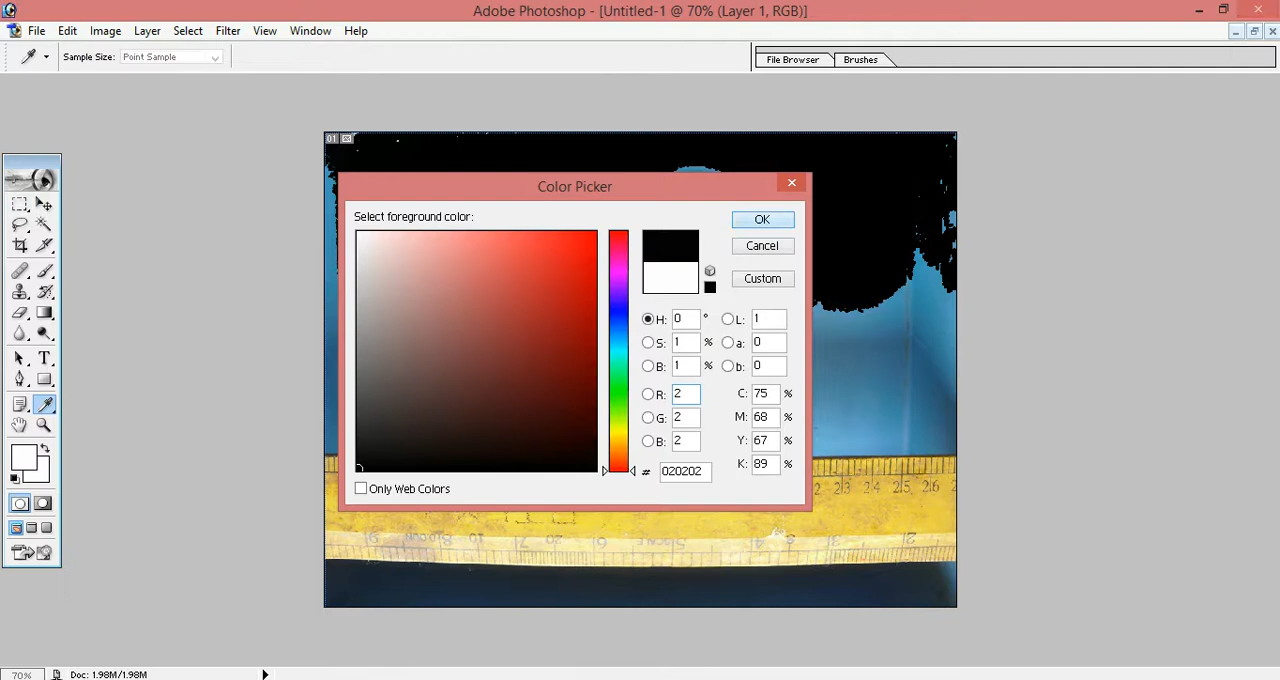 Adobe Photoshop - [Untitled-1 @ 70% (Layer 1, RGB)]
File Edit Image Layer Select Filter View Window Help
Sample Size: Point Sample
File Browser Brushes
01
Color Picker
Select foreground color:
OK
Cancel
Custom
H: 0 ° L: 1
S: 1 % a: 0
B: 1 % b: 0
R: 2 C: 75 %
G: 2 M: 68 %
B: 2 Y: 67 %
# 020202 K: 89 %
Only Web Colors
T
23 24 25 26
70% Doc: 1.98M/1.98M